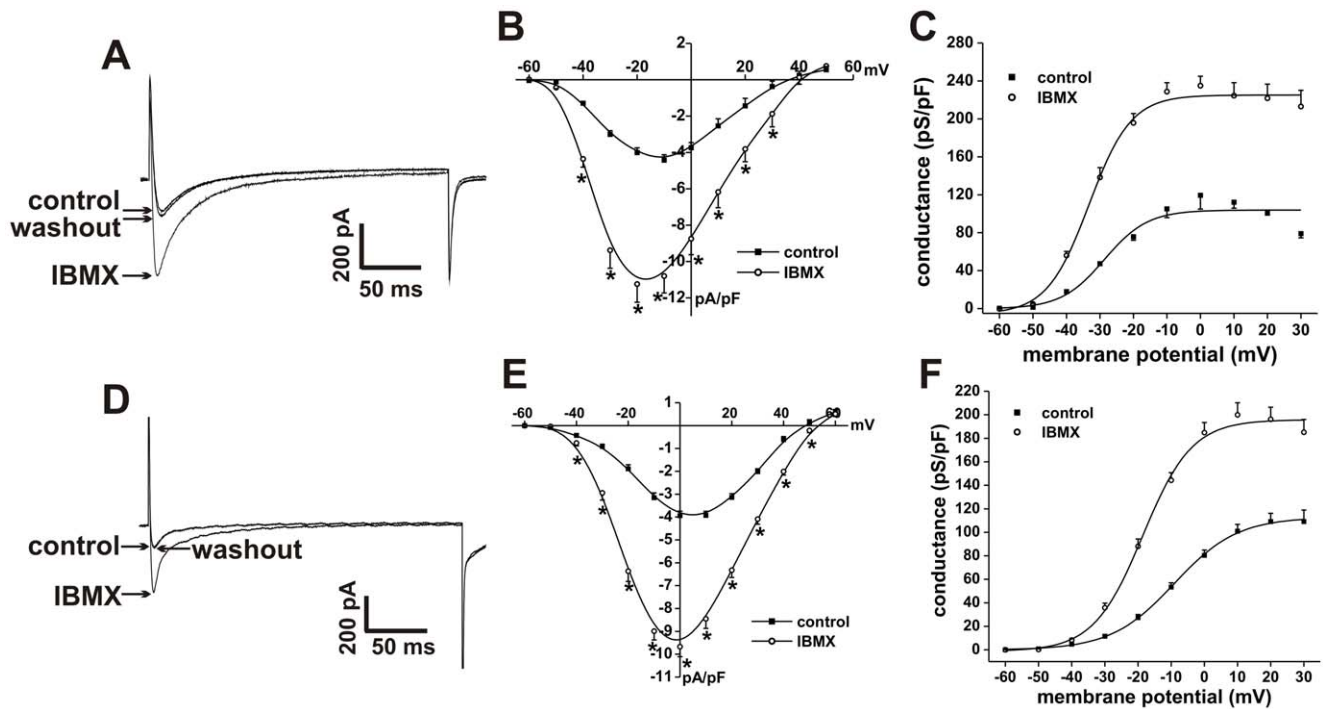 A
control
washout
IBMX
200 pA
50 ms
B
2
-60 -40 -20 20 40 60 mV
-2
-4
-6
-8
-10
-12 pA/pF
control
IBMX
* * * * * * * *
C
280
240
200
160
120
80
40
0
conductance (pS/pF)
control
IBMX
-60 -50 -40 -30 -20 -10 0 10 20 30
membrane potential (mV)
D
control
washout
IBMX
200 pA
50 ms
E
1
-60 -40 -20 20 40 60 mV
-1
-2
-3
-4
-5
-6
-7
-8
-9
-10
-11 pA/pF
control
IBMX
* * * * * * * * * *
F
220
200
180
160
140
120
100
80
60
40
20
0
conductance (pS/pF)
control
IBMX
-60 -50 -40 -30 -20 -10 0 10 20 30
membrane potential (mV)